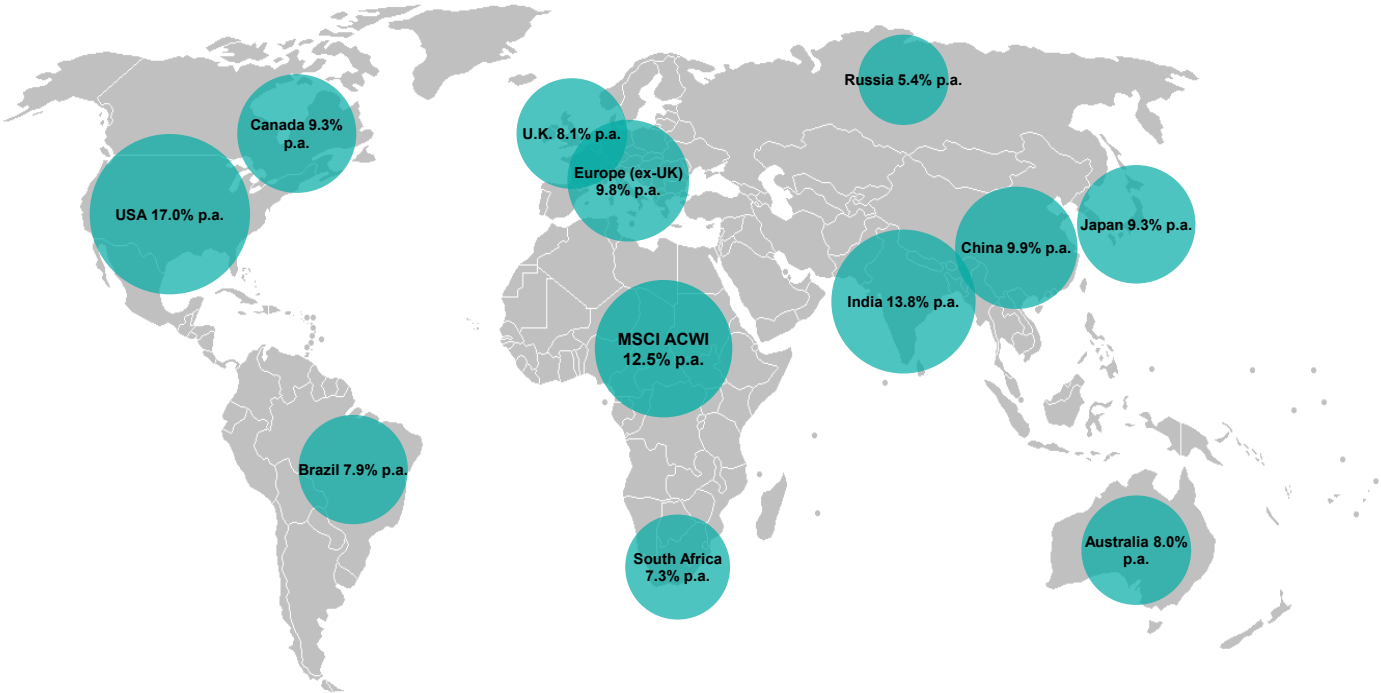 Russia 5.4% p.a.
Canada 9.3%
p.a.
U.K. 8.1% p.a.
Europe (ex-UK)
9.8% p.a.
USA 17.0% p.a.
Japan 9.3% p.a.
China 9.9% p.a.
India 13.8% p.a.
MSCI ACWI
12.5% p.a.
Brazil 7.9% p.a.
Australia 8.0%
p.a.
South Africa
7.3% p.a.